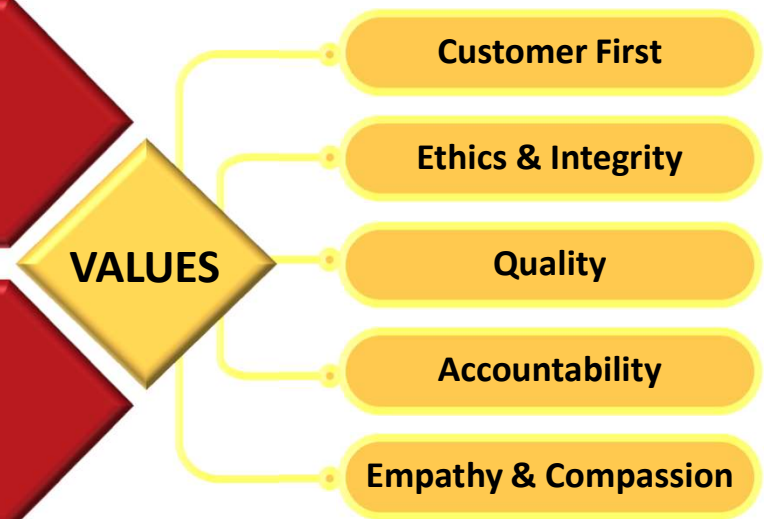 VALUES
Customer First
Ethics & Integrity
Quality
Accountability
Empathy & Compassion